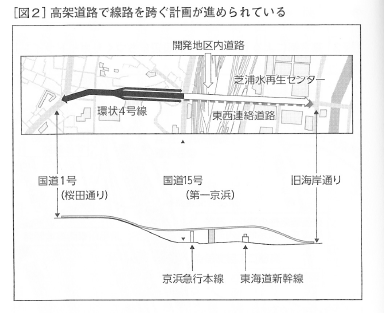 [図2]高架道路で線路を跨ぐ計画が進められている
開発地区内道路
芝浦水再生センター
環状4号線
東西連絡道路
国道1号
(桜田通り)
国道15号
(第一京浜)
旧海岸通り
京浜急行本線
東海道新幹線